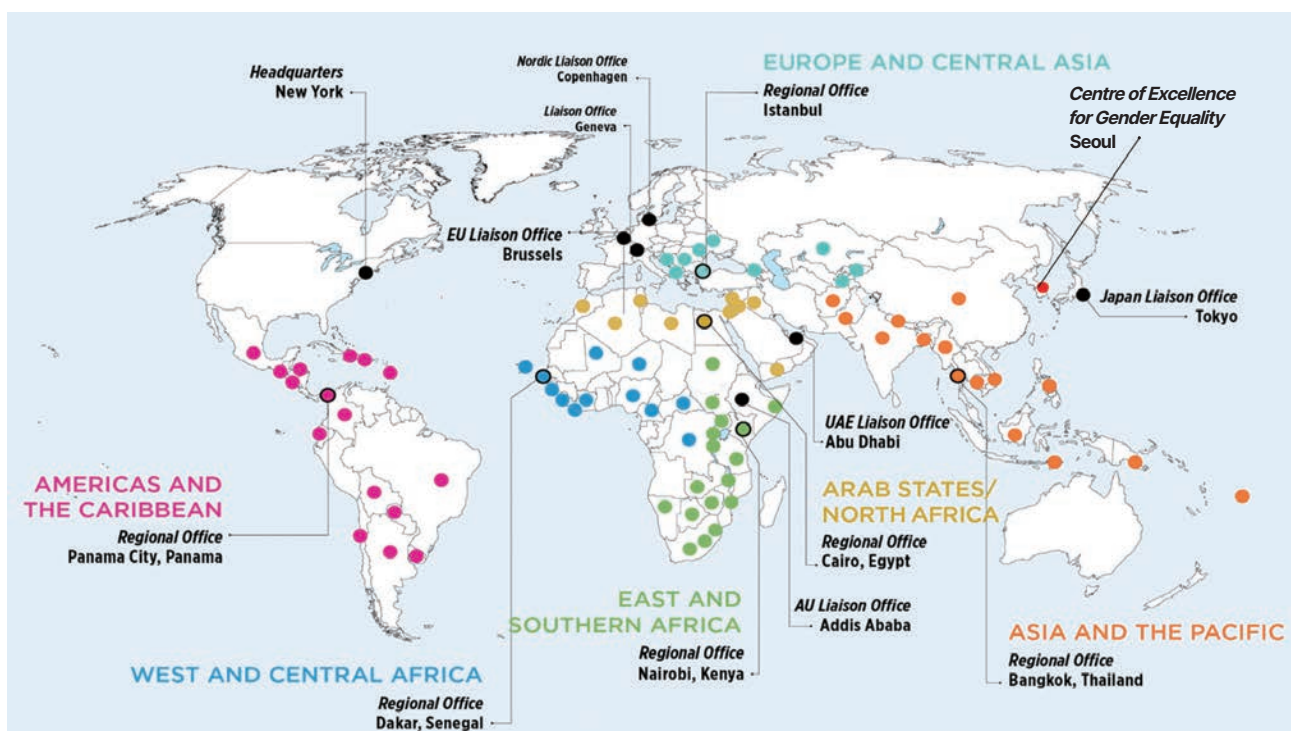 Headquarters
New York
Nordic Liaison Office
Copenhagen
Liaison Office
Geneva
EUROPE AND CENTRAL ASIA
Regional Office
Istanbul
Centre of Excellence
for Gender Equality
Seoul
EU Liaison Office
Brussels
Japan Liaison Office
Tokyo
UAE Liaison Office
Abu Dhabi
AMERICAS AND
THE CARIBBEAN
Regional Office
Panama City, Panama
ARAB STATES/
NORTH AFRICA
Regional Office
Cairo, Egypt
AU Liaison Office
Addis Ababa
EAST AND
SOUTHERN AFRICA
Regional Office
Nairobi, Kenya
ASIA AND THE PACIFIC
Regional Office
Bangkok, Thailand
WEST AND CENTRAL AFRICA
Regional Office
Dakar, Senegal